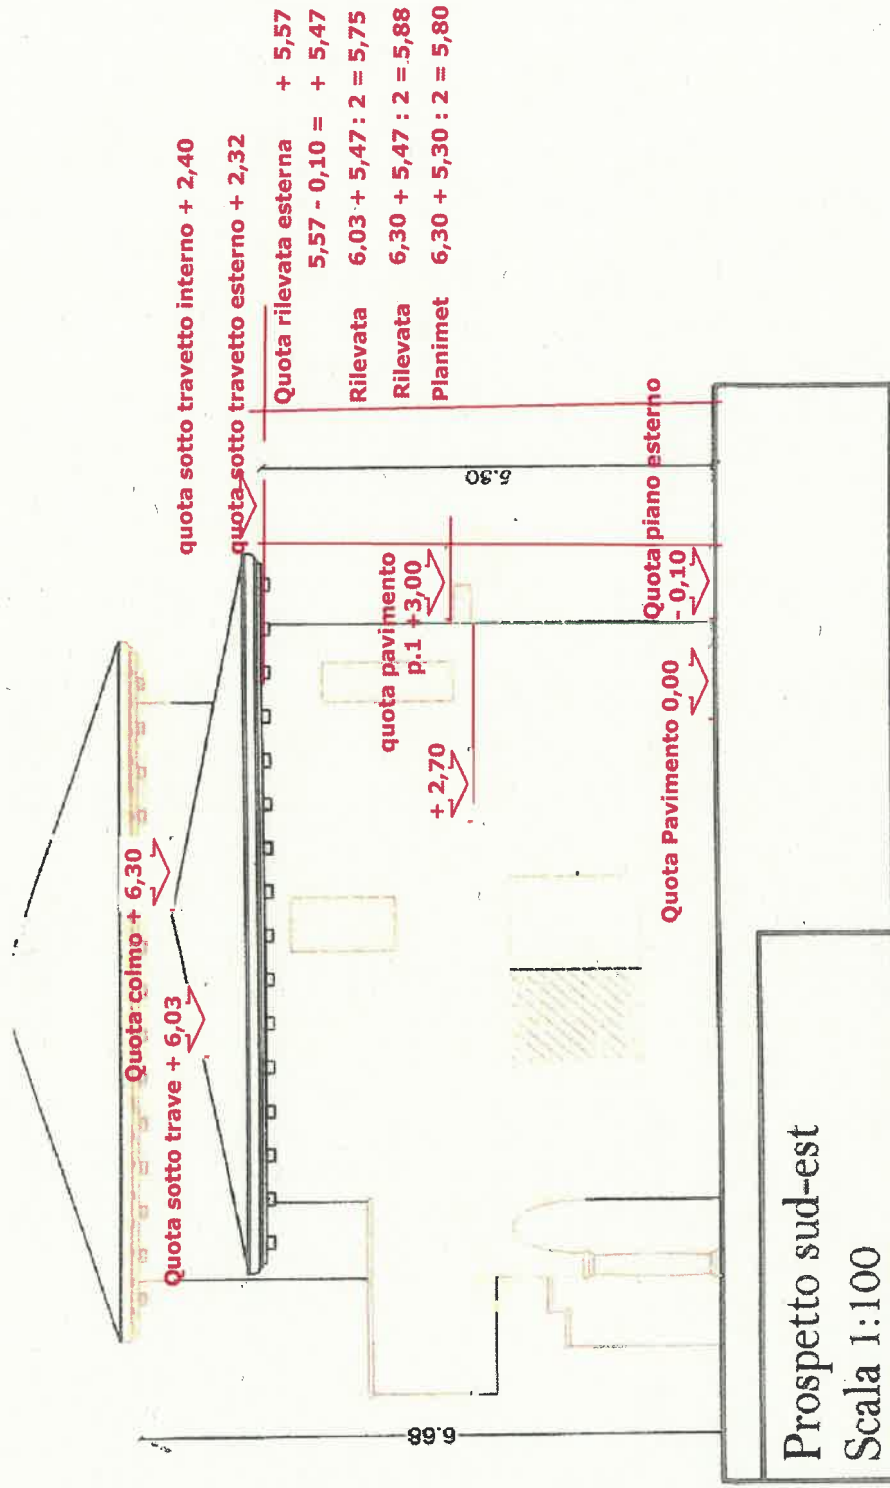 quota sotto travetto interno + 2,40
quota sotto travetto esterno + 2,32
Quota rilevata esterna + 5,57
5,57 - 0,10 = + 5,47
Rilevata 6,03 + 5,47 : 2 = 5,75
Rilevata 6,30 + 5,47 : 2 = 5,88
Planimet 6,30 + 5,30 : 2 = 5,80
Quota colmo + 6,30
Quota sotto trave + 6,03
quota pavimento
p.1 +3,00
+ 2,70
5.30
Quota piano esterno
- 0,10
Quota Pavimento 0,00
6.68
Prospetto sud-est
Scala 1:100